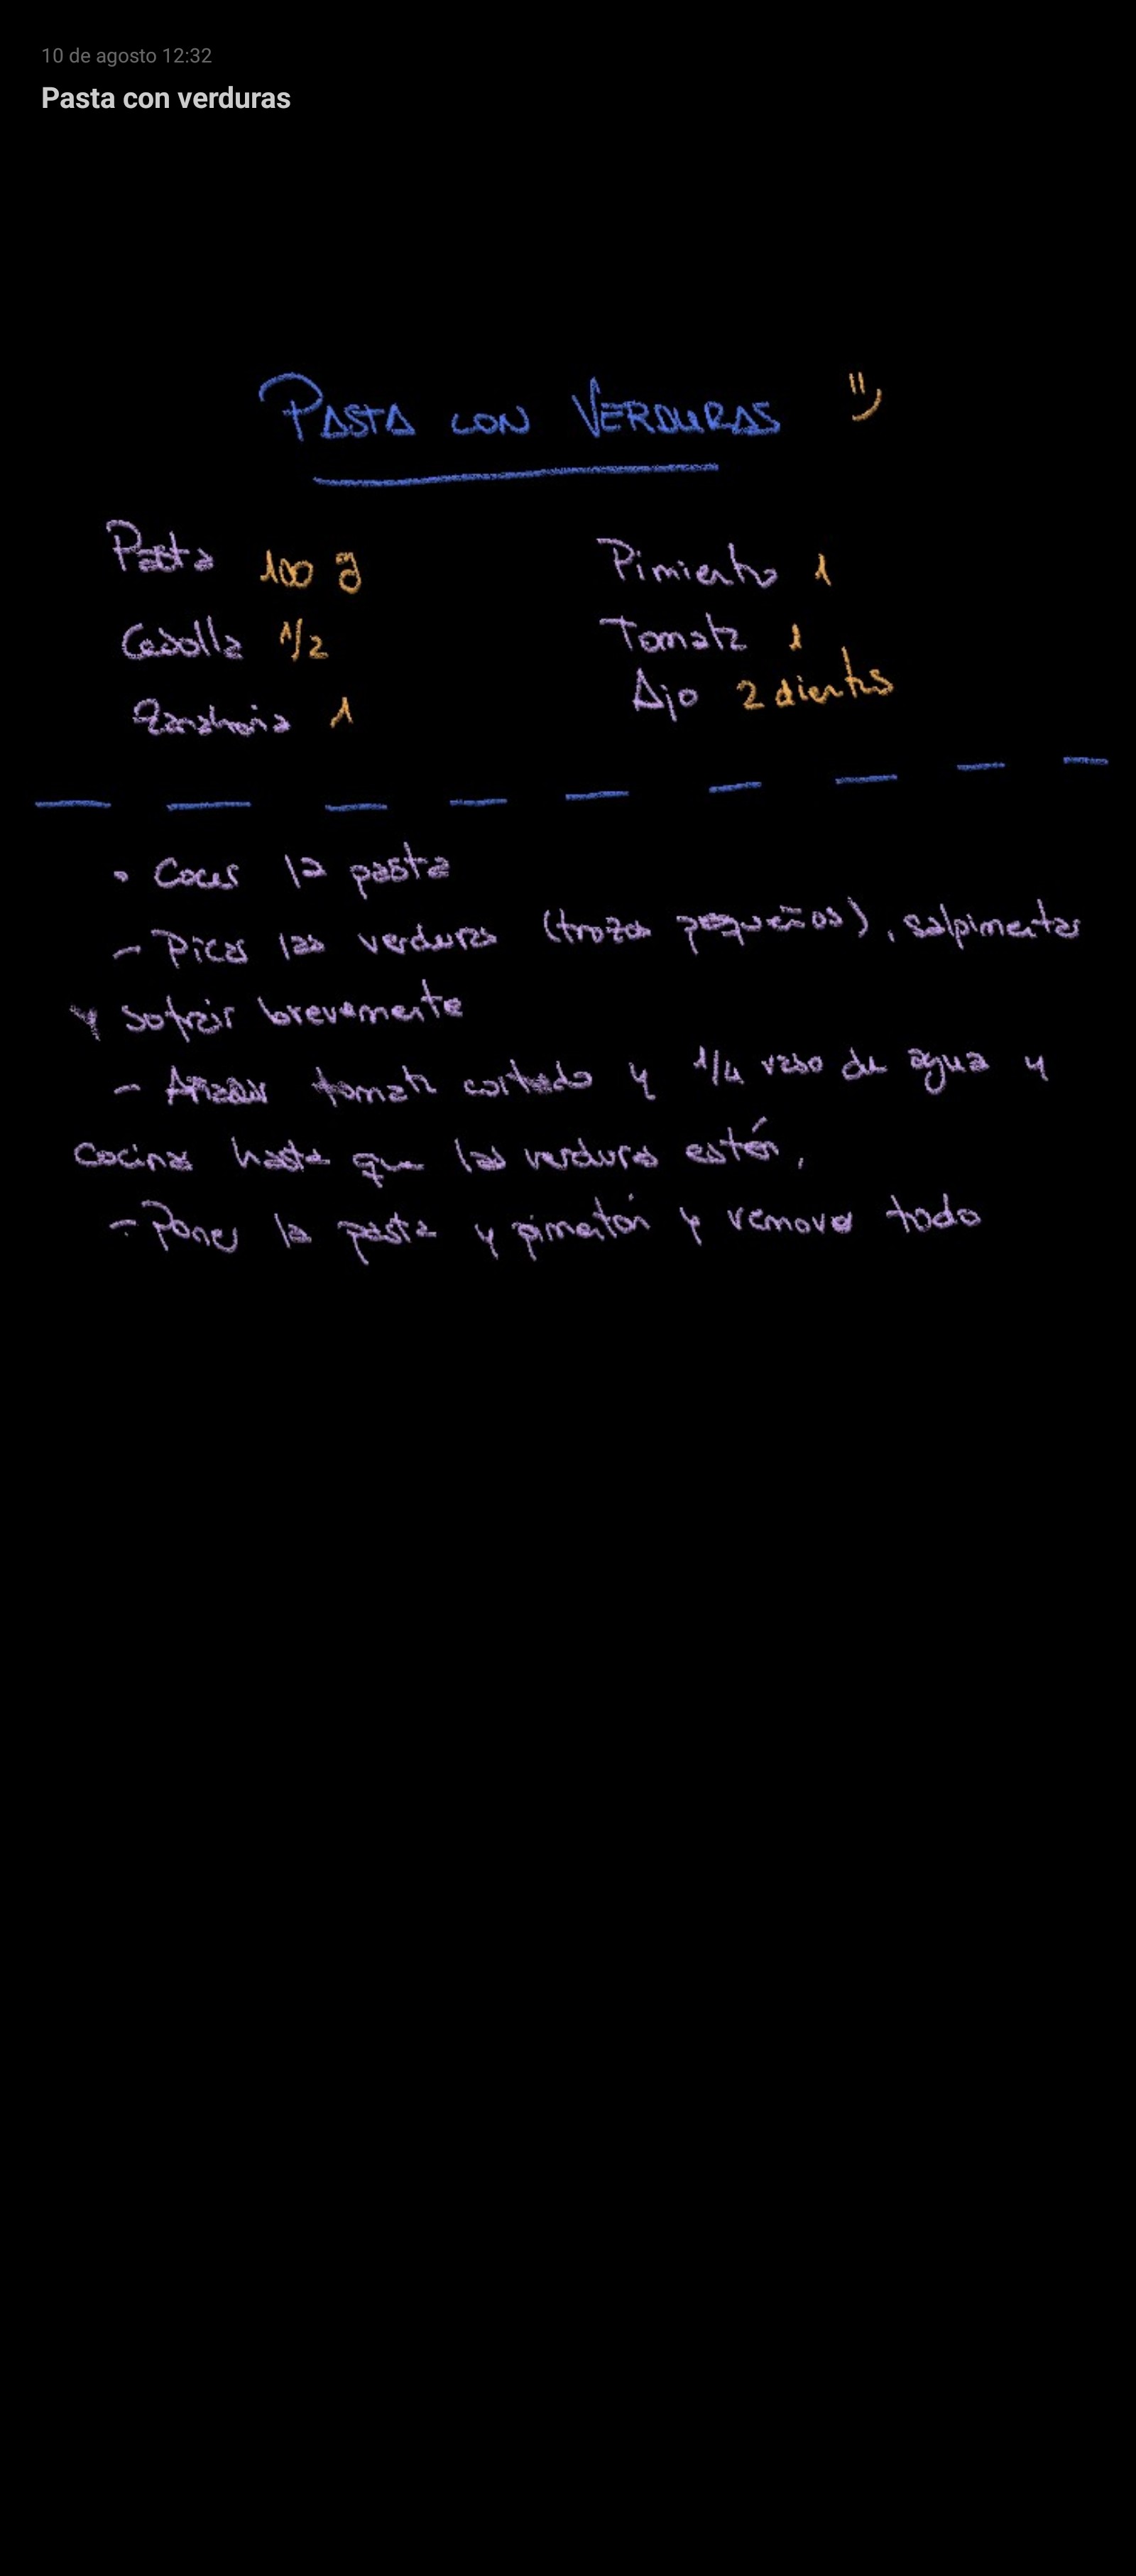 10 de agosto 12:32
Pasta con verduras
PASTA CON VERDURAS
Pasta 100 g
Pimiento 1
Cebolla 1/2
Tomate 1
Zanahoria 1
Ajo 2 dientes
• Cocer la pasta
- Picar las verduras (trozos pequeños), salpimentar
y sofreir brevemente
- Añadir tomate cortado y 1/4 vaso de agua y
cocinar hasta que las verduras estén.
- Poner la pasta y pimentón y remover todo